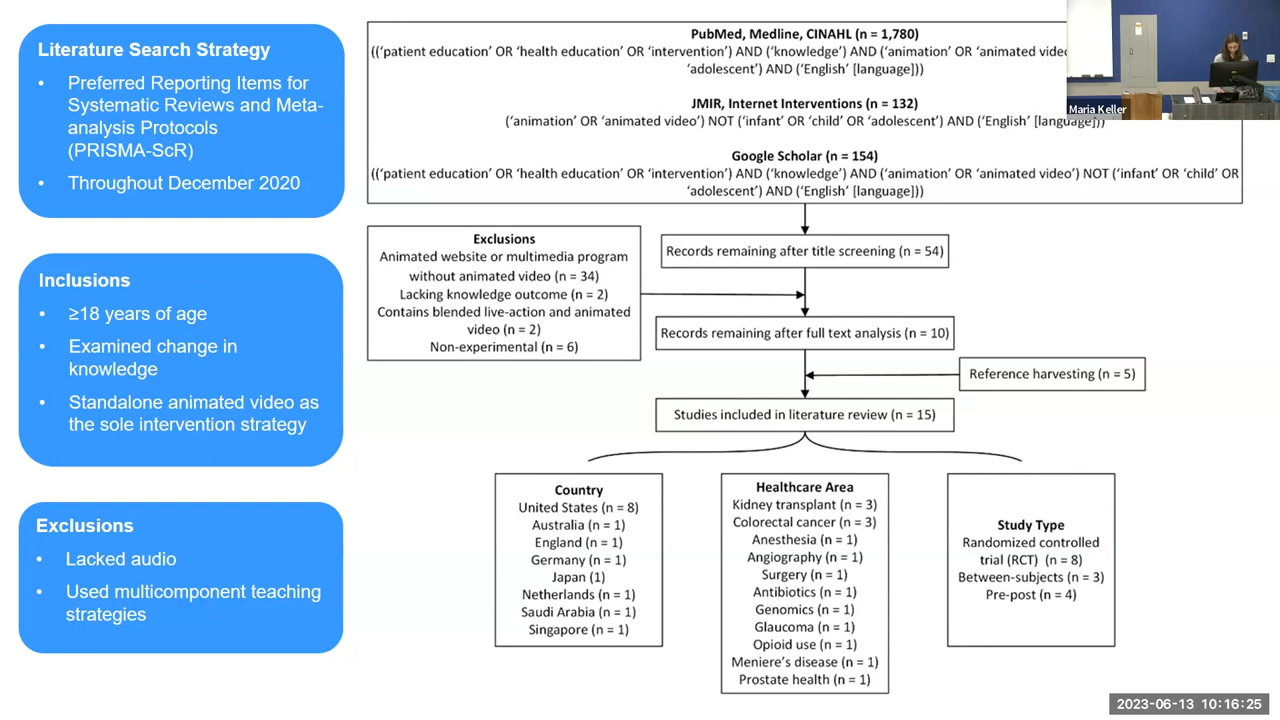 Literature Search Strategy
• Preferred Reporting Items for
Systematic Reviews and Meta-
analysis Protocols
(PRISMA-ScR)
• Throughout December 2020
Inclusions
• ≥18 years of age
• Examined change in
knowledge
• Standalone animated video as
the sole intervention strategy
Exclusions
• Lacked audio
• Used multicomponent teaching
strategies
PubMed, Medline, CINAHL (n = 1,780)
((‘patient education’ OR ‘health education’ OR ‘intervention’) AND (‘knowledge’) AND (‘animation’ OR ‘animated video
‘adolescent’) AND (‘English’ [language]))
JMIR, Internet Interventions (n = 132)
(‘animation’ OR ‘animated video’) NOT (‘infant’ OR ‘child’ OR ‘adolescent’) AND (‘English’ [language]))
Google Scholar (n = 154)
((‘patient education’ OR ‘health education’ OR ‘intervention’) AND (‘knowledge’) AND (‘animation’ OR ‘animated video’) NOT (‘infant’ OR ‘child’ OR
‘adolescent’) AND (‘English’ [language]))
Maria Keller
Records remaining after title screening (n = 54)
Exclusions
Animated website or multimedia program
without animated video (n = 34)
Lacking knowledge outcome (n = 2)
Contains blended live-action and animated
video (n = 2)
Non-experimental (n = 6)
Records remaining after full text analysis (n = 10)
Reference harvesting (n = 5)
Studies included in literature review (n = 15)
Country
United States (n = 8)
Australia (n = 1)
England (n = 1)
Germany (n = 1)
Japan (1)
Netherlands (n = 1)
Saudi Arabia (n = 1)
Singapore (n = 1)
Healthcare Area
Kidney transplant (n = 3)
Colorectal cancer (n = 3)
Anesthesia (n = 1)
Angiography (n = 1)
Surgery (n = 1)
Antibiotics (n = 1)
Genomics (n = 1)
Glaucoma (n = 1)
Opioid use (n = 1)
Meniere’s disease (n = 1)
Prostate health (n = 1)
Study Type
Randomized controlled
trial (RCT) (n = 8)
Between-subjects (n = 3)
Pre-post (n = 4)
2023-06-13 10:16:25